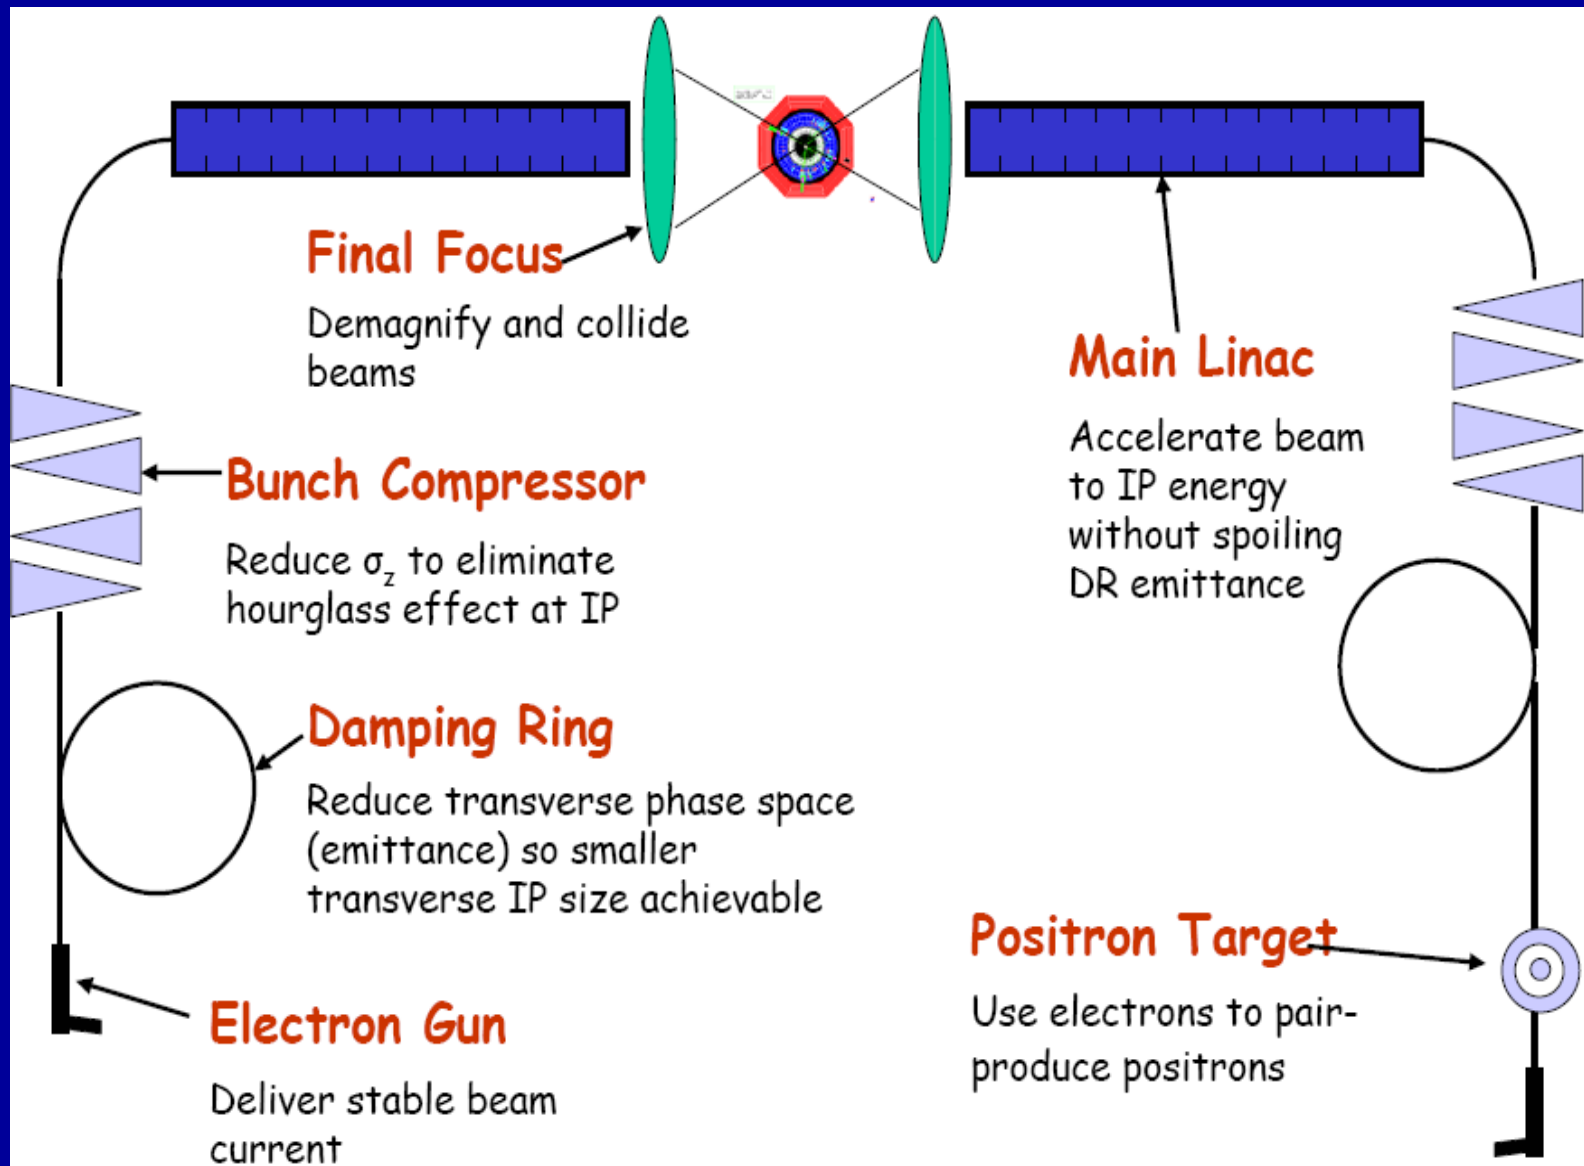 Final Focus
Demagnify and collide
beams
Main Linac
Accelerate beam
to IP energy
without spoiling
DR emittance
Bunch Compressor
Reduce σz to eliminate
hourglass effect at IP
Damping Ring
Reduce transverse phase space
(emittance) so smaller
transverse IP size achievable
Positron Target
Use electrons to pair-
produce positrons
Electron Gun
Deliver stable beam
current